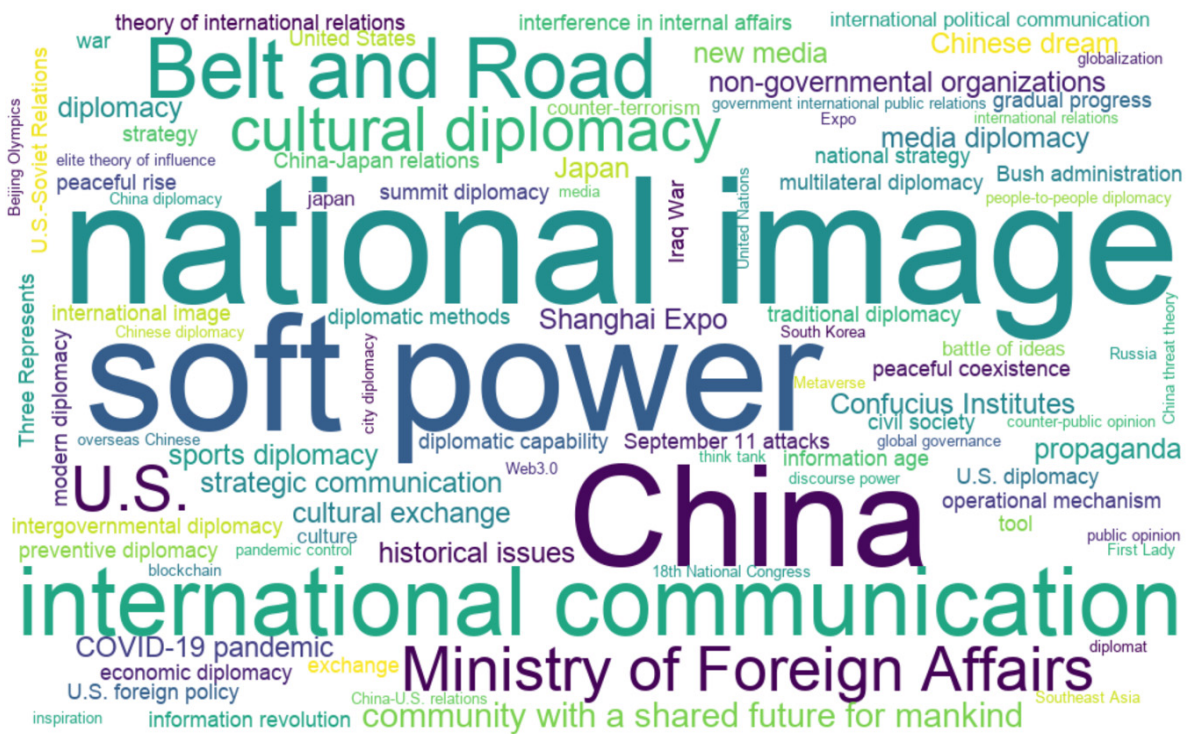 theory of international relations
interference in internal affairs
international political communication
war
United States
Belt and Road
new media
Chinese dream
globalization
non-governmental organizations
U.S.-Soviet Relations
Beijing Olympics
diplomacy
cultural diplomacy
counter-terrorism
government international public relations
gradual progress
strategy
Expo
international relations
media diplomacy
elite theory of influence
China-Japan relations
Japan
national strategy
peaceful rise
summit diplomacy
media
multilateral diplomacy
Bush administration
China diplomacy
japan
Iraq War
United Nations
people-to-people diplomacy
national image
Three Represents
international image
diplomatic methods
Shanghai Expo
traditional diplomacy
China threat theory
Chinese diplomacy
South Korea
modern diplomacy
soft power
city diplomacy
battle of ideas
Russia
peaceful coexistence
Metaverse
Confucius Institutes
civil society
counter-public opinion
overseas Chinese
diplomatic capability
September 11 attacks
global governance
sports diplomacy
think tank
information age
propaganda
Web3.0
U.S.
China
discourse power
U.S. diplomacy
strategic communication
operational mechanism
cultural exchange
tool
intergovernmental diplomacy
culture
public opinion
preventive diplomacy
pandemic control
historical issues
First Lady
blockchain
18th National Congress
international communication
COVID-19 pandemic
diplomat
economic diplomacy
exchange
Ministry of Foreign Affairs
U.S. foreign policy
China-U.S. relations
Southeast Asia
inspiration
information revolution
community with a shared future for mankind